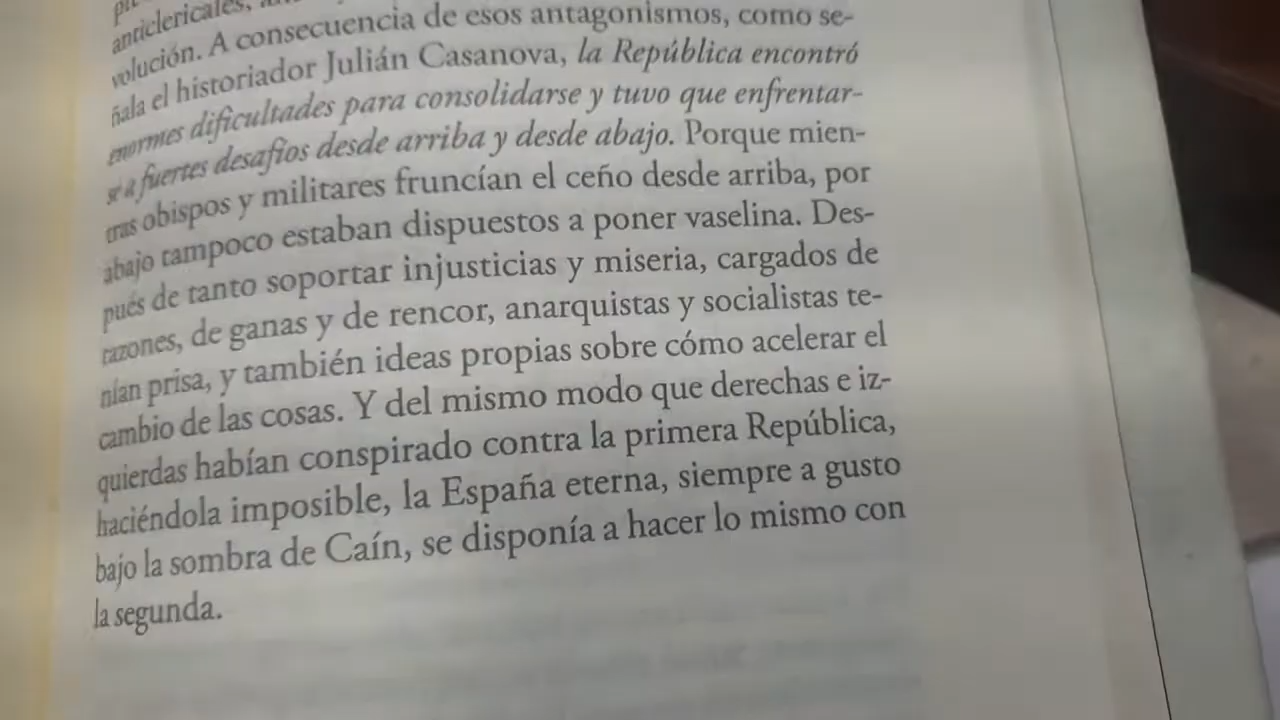 anticlericales,
volución. A consecuencia de esos antagonismos, como se-
ñala el historiador Julián Casanova, la República encontró
enormes dificultades para consolidarse y tuvo que enfrentar-
se a fuertes desafíos desde arriba y desde abajo. Porque mien-
tras obispos y militares fruncían el ceño desde arriba, por
abajo tampoco estaban dispuestos a poner vaselina. Des-
pués de tanto soportar injusticias y miseria, cargados de
razones, de ganas y de rencor, anarquistas y socialistas te-
nían prisa, y también ideas propias sobre cómo acelerar el
cambio de las cosas. Y del mismo modo que derechas e iz-
quierdas habían conspirado contra la primera República,
haciéndola imposible, la España eterna, siempre a gusto
bajo la sombra de Caín, se disponía a hacer lo mismo con
la segunda.